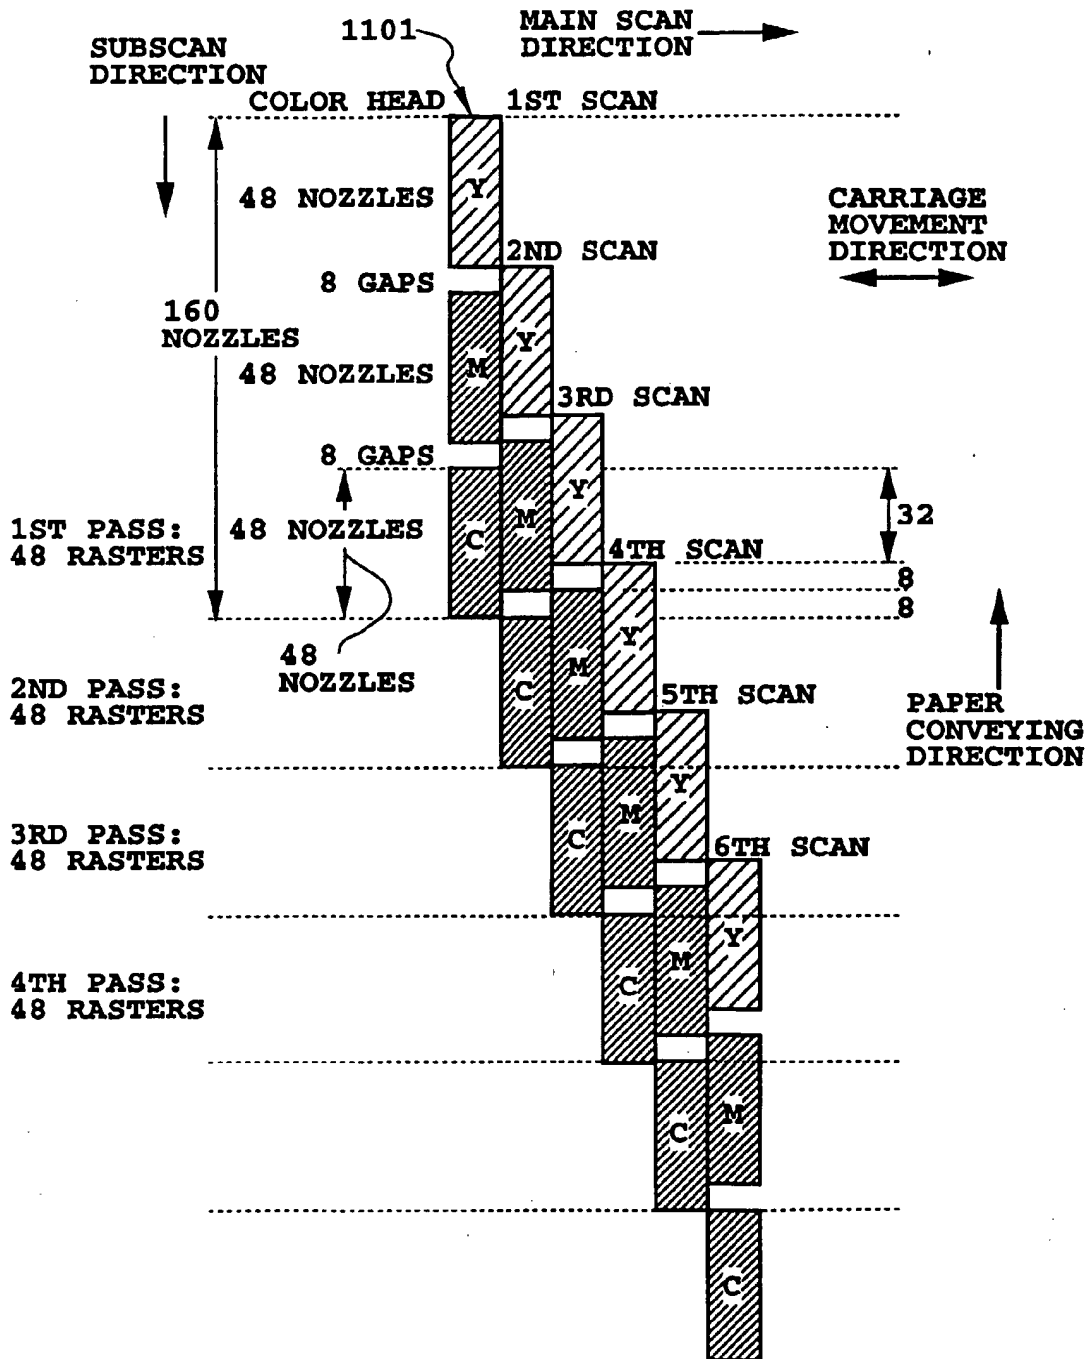 1101
MAIN SCAN
DIRECTION
SUBSCAN
DIRECTION
COLOR HEAD
1ST SCAN
48 NOZZLES
Y
CARRIAGE
MOVEMENT
DIRECTION
2ND SCAN
8 GAPS
160
NOZZLES
Y
48 NOZZLES
M
3RD SCAN
8 GAPS
Y
1ST PASS:
48 RASTERS
48 NOZZLES
C
M
32
4TH SCAN
8
8
48
NOZZLES
Y
M
C
2ND PASS:
48 RASTERS
5TH SCAN
PAPER
CONVEYING
DIRECTION
Y
M
C
3RD PASS:
48 RASTERS
6TH SCAN
Y
M
C
4TH PASS:
48 RASTERS
M
C
C